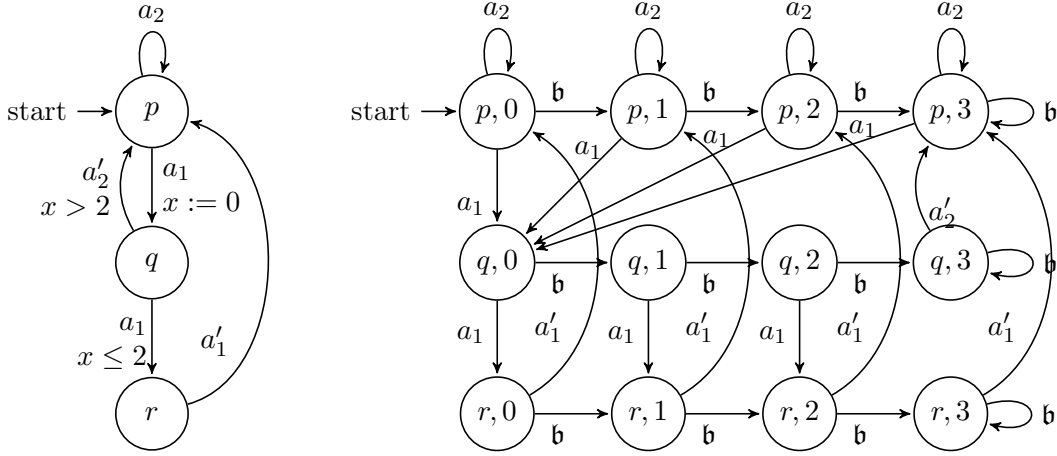 a₂ a₂ a₂ a₂ a₂
start p start p, 0 𝔟 p, 1 𝔟 p, 2 𝔟 p, 3 𝔟
a₁ a₁ a₁
a′₂ a₁
x > 2 x := 0 a₁ a′₂
q q, 0 q, 1 q, 2 q, 3 𝔟
𝔟 𝔟 𝔟
a₁ a′₁ a₁ a′₁ a₁ a′₁ a₁ a′₁ a′₁
x ≤ 2
r r, 0 r, 1 r, 2 r, 3 𝔟
𝔟 𝔟 𝔟